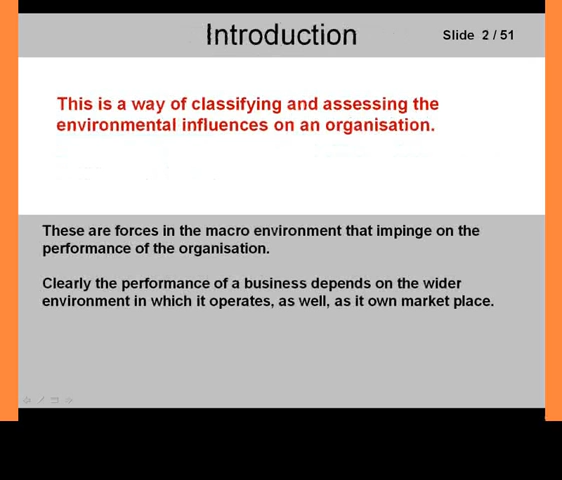 Introduction
Slide 2 / 51
This is a way of classifying and assessing the
environmental influences on an organisation.
These are forces in the macro environment that impinge on the
performance of the organisation.
Clearly the performance of a business depends on the wider
environment in which it operates, as well, as it own market place.